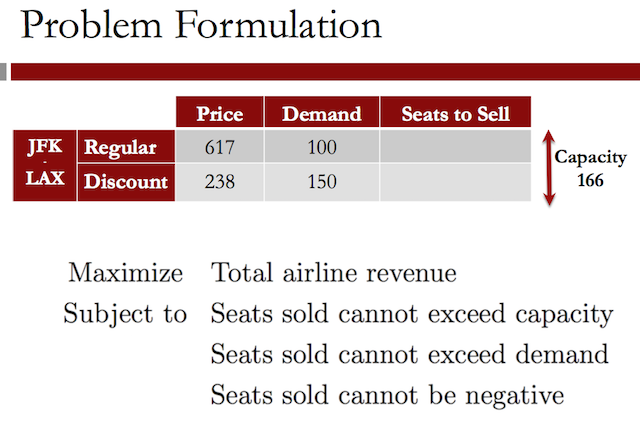 Problem Formulation
Price Demand Seats to Sell
JFK - LAX
Regular 617 100
Discount 238 150
Capacity
166
Maximize Total airline revenue
Subject to Seats sold cannot exceed capacity
Seats sold cannot exceed demand
Seats sold cannot be negative